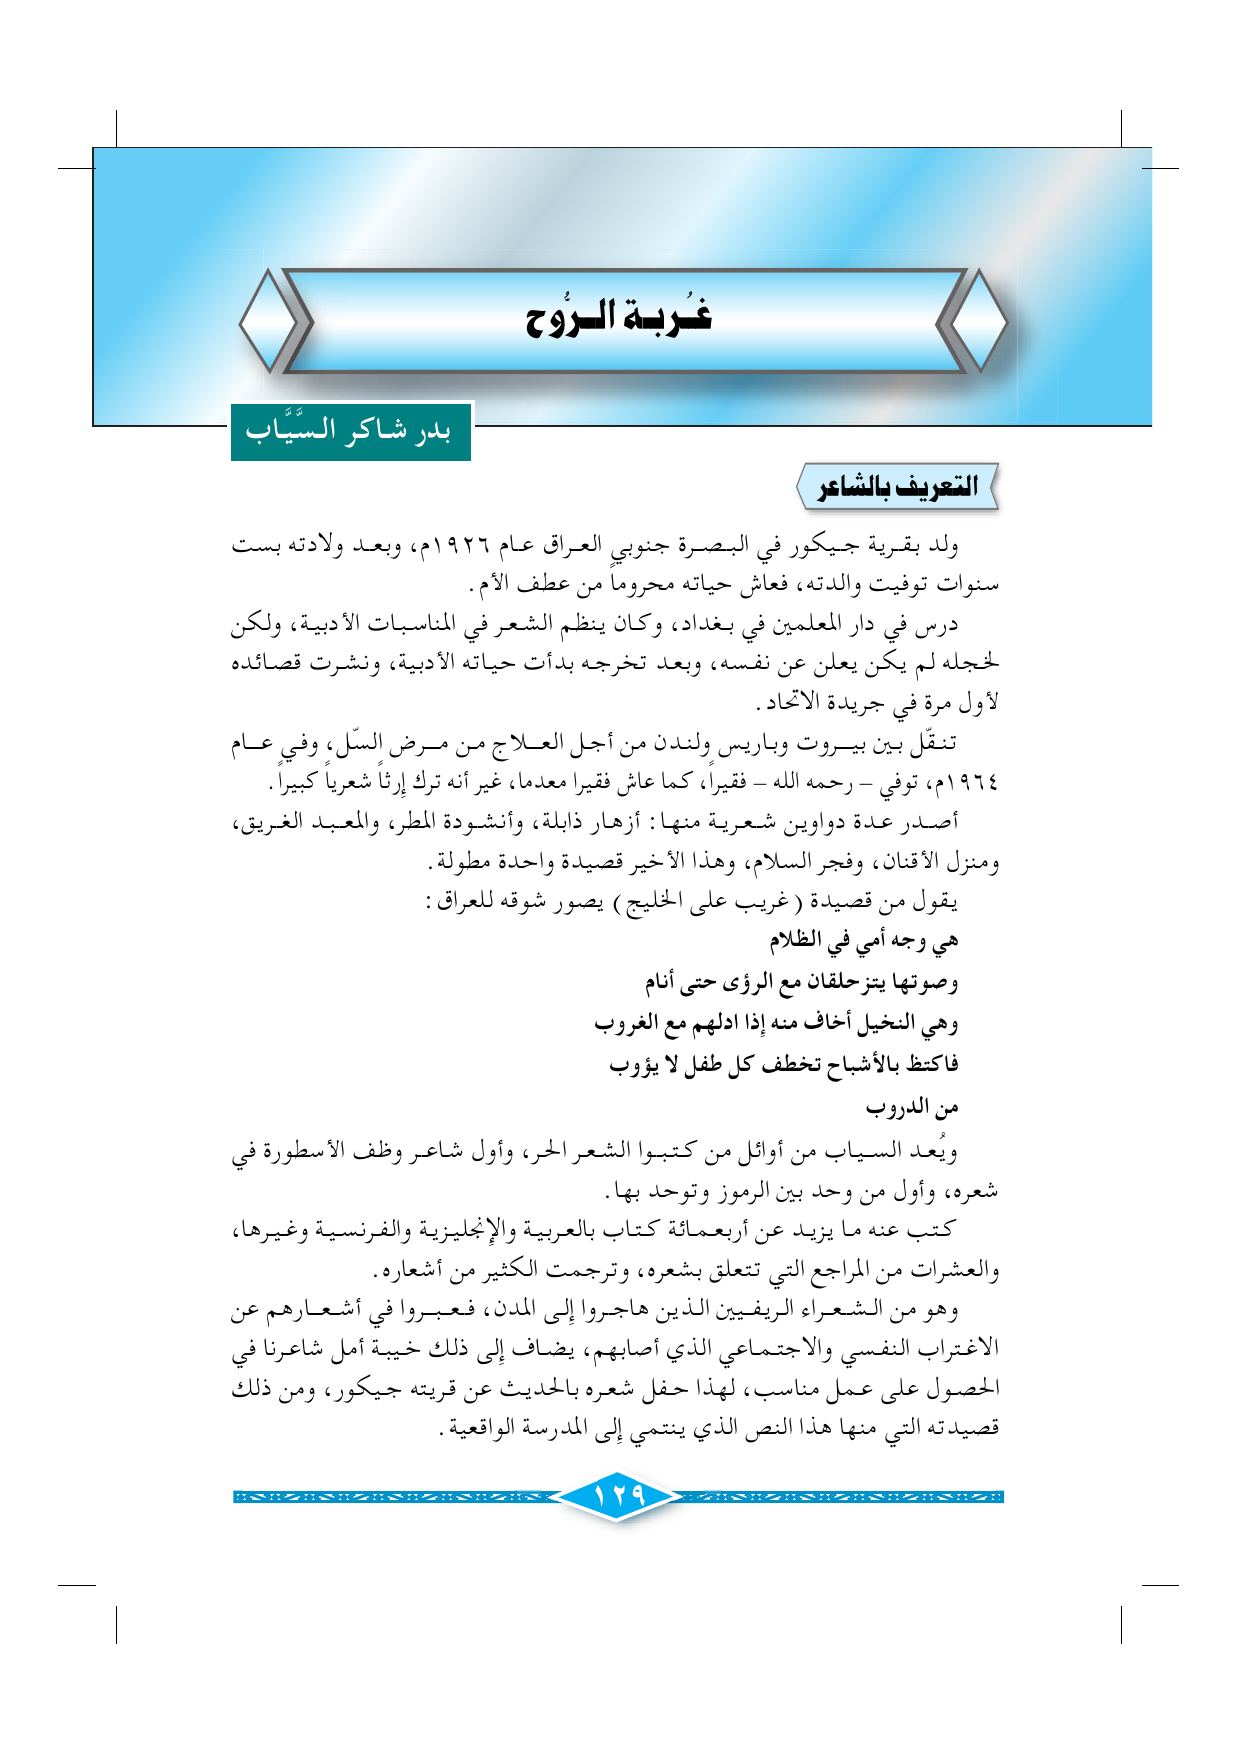 غُربة الرُّوح
بدر شاكر السَّيَّاب
التعريف بالشاعر
ولد بقرية جيكور في البصرة جنوبي العراق عام ١٩٢٦م، وبعد ولادته بست
سنوات توفيت والدته، فعاش حياته محروماً من عطف الأم.
درس في دار المعلمين في بغداد، وكان ينظم الشعر في المناسبات الأدبية، ولكن
لخجله لم يكن يعلن عن نفسه، وبعد تخرجه بدأت حياته الأدبية، ونشرت قصائده
لأول مرة في جريدة الاتحاد.
تنقّل بين بيروت وباريس ولندن من أجل العلاج من مرض السّل، وفي عام
١٩٦٤م، توفي – رحمه الله – فقيراً، كما عاش فقيرا معدما، غير أنه ترك إِرثاً شعرياً كبيراً.
أصدر عدة دواوين شعرية منها: أزهار ذابلة، وأنشودة المطر، والمعبد الغريق،
ومنزل الأقنان، وفجر السلام، وهذا الأخير قصيدة واحدة مطولة.
يقول من قصيدة (غريب على الخليج) يصور شوقه للعراق:
هي وجه أمي في الظلام
وصوتها يتزحلقان مع الرؤى حتى أنام
وهي النخيل أخاف منه إِذا ادلهم مع الغروب
فاكتظ بالأشباح تخطف كل طفل لا يؤوب
من الدروب
ويُعد السياب من أوائل من كتبوا الشعر الحر، وأول شاعر وظف الأسطورة في
شعره، وأول من وحد بين الرموز وتوحد بها.
كتب عنه ما يزيد عن أربعمائة كتاب بالعربية والإِنجليزية والفرنسية وغيرها،
والعشرات من المراجع التي تتعلق بشعره، وترجمت الكثير من أشعاره.
وهو من الشعراء الريفيين الذين هاجروا إِلى المدن، فعبروا في أشعارهم عن
الاغتراب النفسي والاجتماعي الذي أصابهم، يضاف إِلى ذلك خيبة أمل شاعرنا في
الحصول على عمل مناسب، لهذا حفل شعره بالحديث عن قريته جيكور، ومن ذلك
قصيدته التي منها هذا النص الذي ينتمي إِلى المدرسة الواقعية.
١٢٩